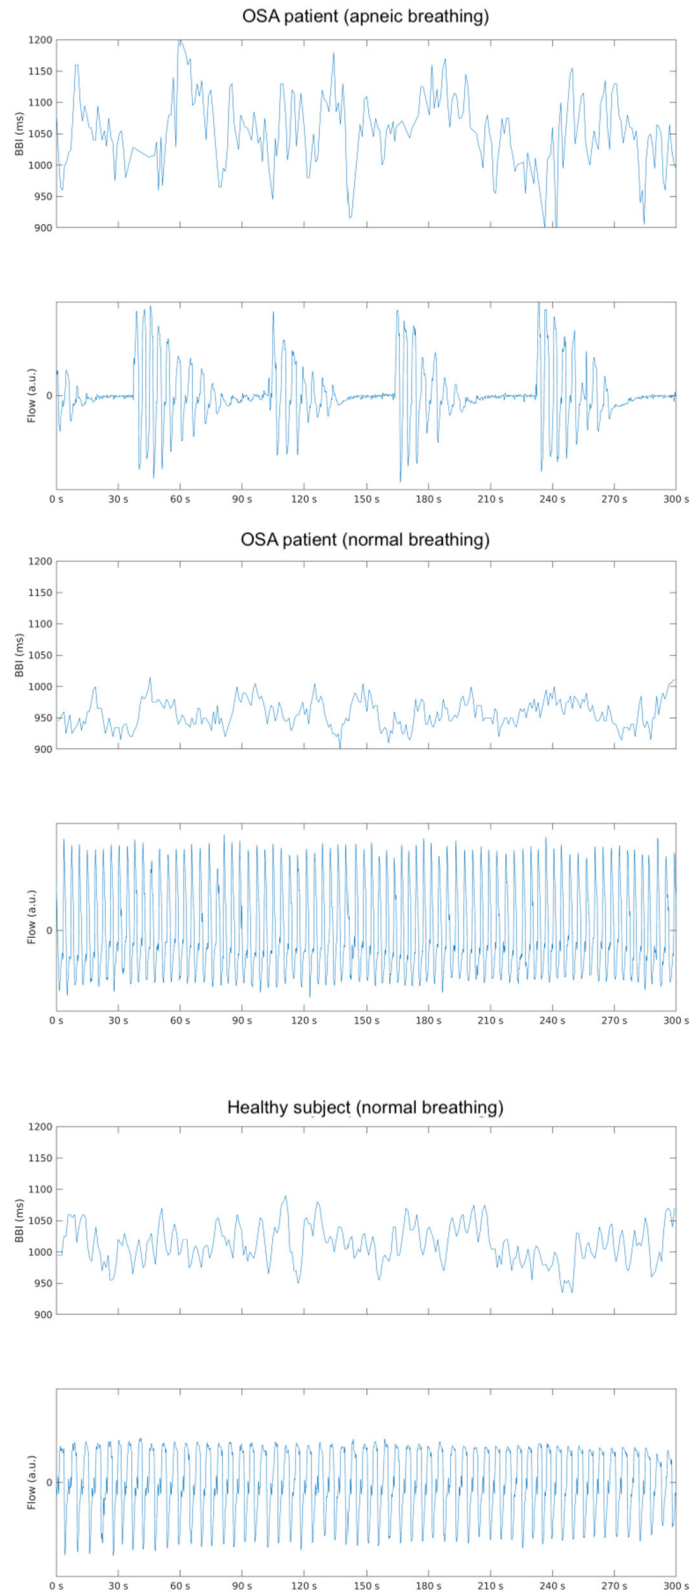 OSA patient (apneic breathing)
1200
1150
1100
1050
1000
950
900
BBI (ms)
0
Flow (a.u.)
0 s 30 s 60 s 90 s 120 s 150 s 180 s 210 s 240 s 270 s 300 s
OSA patient (normal breathing)
1200
1150
1100
1050
1000
950
900
BBI (ms)
0
Flow (a.u.)
0 s 30 s 60 s 90 s 120 s 150 s 180 s 210 s 240 s 270 s 300 s
Healthy subject (normal breathing)
1200
1150
1100
1050
1000
950
900
BBI (ms)
0
Flow (a.u.)
0 s 30 s 60 s 90 s 120 s 150 s 180 s 210 s 240 s 270 s 300 s